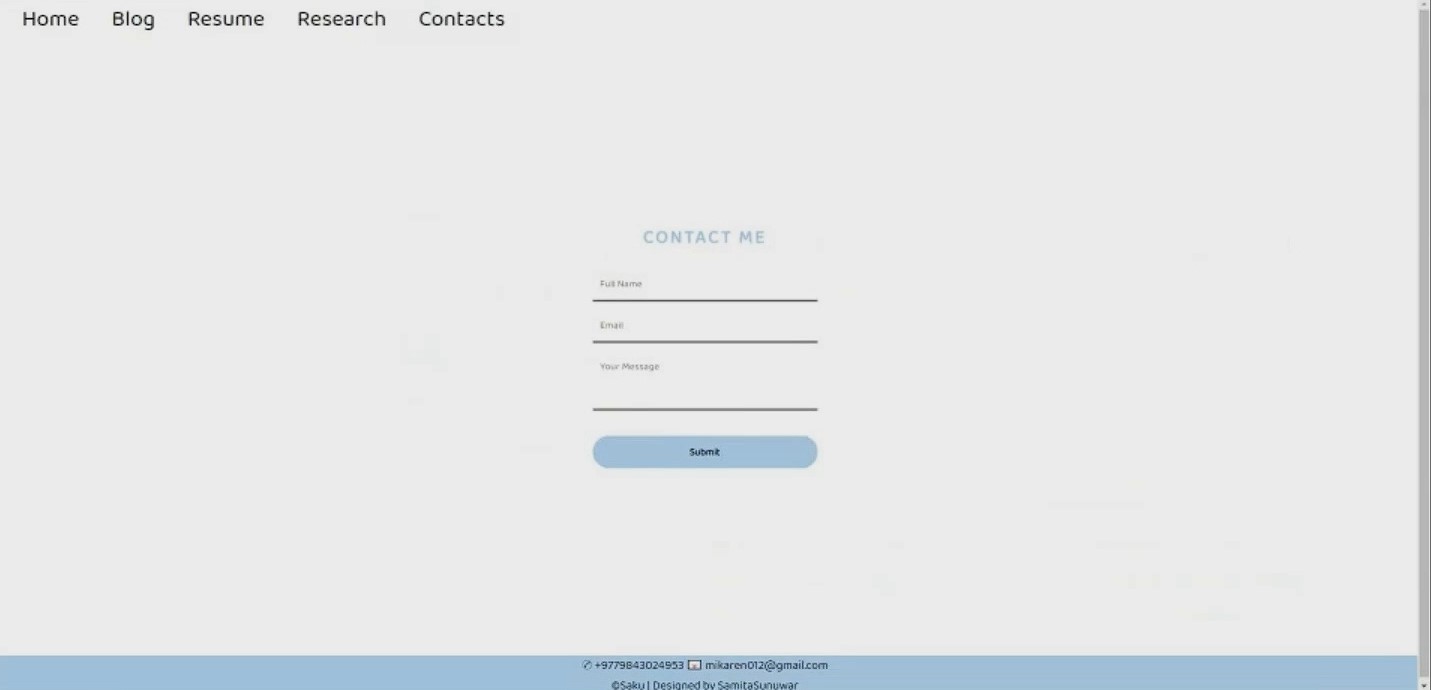 Home Blog Resume Research Contacts
CONTACT ME
Full Name
Email
Your Message
Submit
✆ +9779843024953 📧 mikaren012@gmail.com
©Saku | Designed by SamitaSunuwar